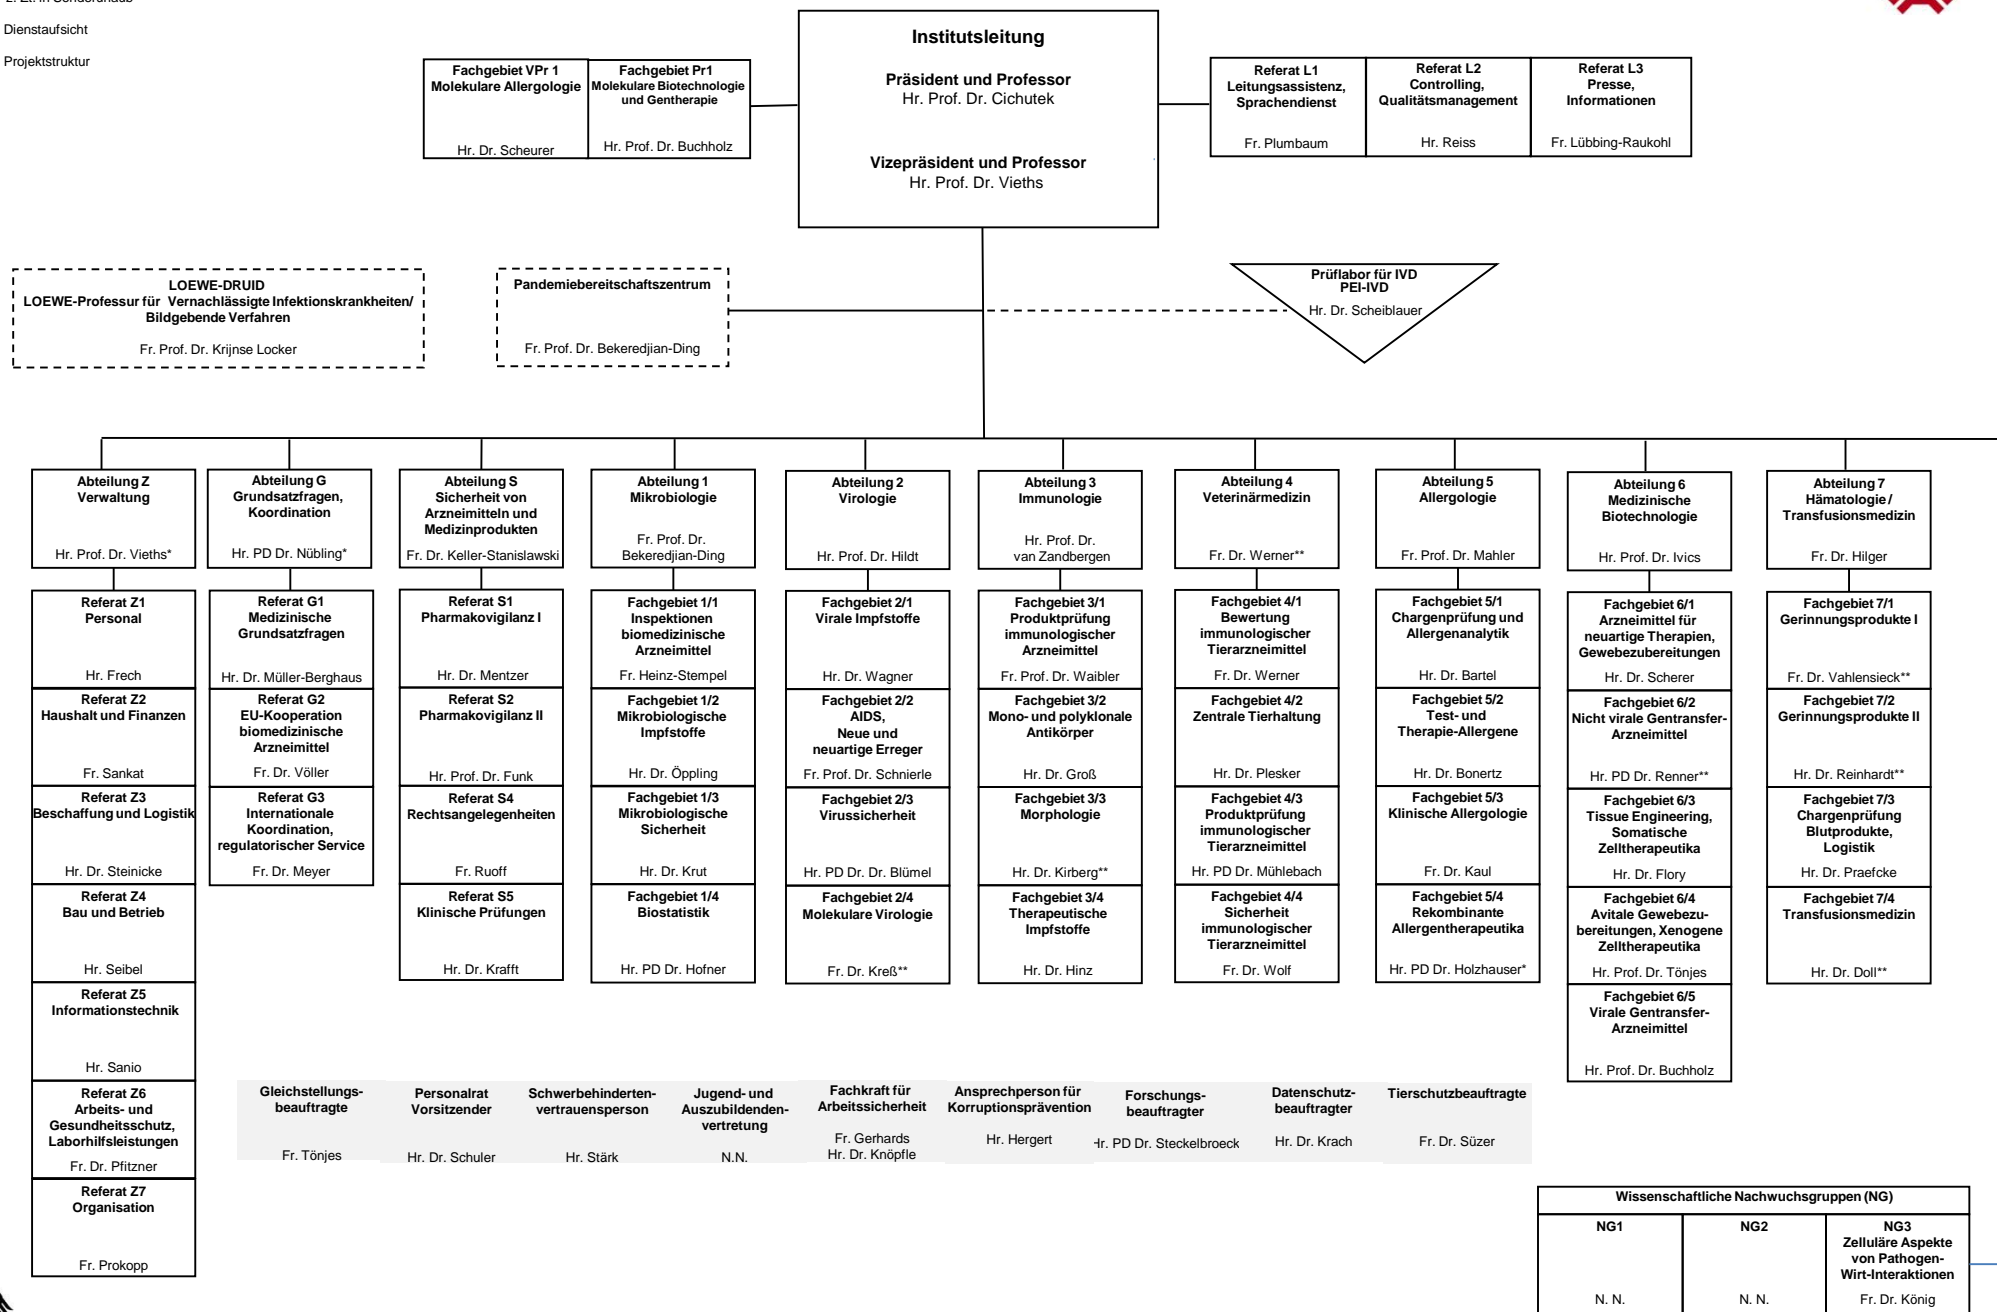 Dienstaufsicht
Projektstruktur
Fachgebiet VPr 1
Molekulare Allergologie
Hr. Dr. Scheurer
Fachgebiet Pr1
Molekulare Biotechnologie
und Gentherapie
Hr. Prof. Dr. Buchholz
Institutsleitung
Präsident und Professor
Hr. Prof. Dr. Cichutek
Vizepräsident und Professor
Hr. Prof. Dr. Vieths
Referat L1
Leitungsassistenz,
Sprachendienst
Fr. Plumbaum
Referat L2
Controlling,
Qualitätsmanagement
Hr. Reiss
Referat L3
Presse,
Informationen
Fr. Lübbing-Raukohl
LOEWE-DRUID
LOEWE-Professur für Vernachlässigte Infektionskrankheiten/
Bildgebende Verfahren
Fr. Prof. Dr. Krijnse Locker
Pandemiebereitschaftszentrum
Fr. Prof. Dr. Bekeredjian-Ding
Prüflabor für IVD
PEI-IVD
Hr. Dr. Scheiblauer
Abteilung Z
Verwaltung
Hr. Prof. Dr. Vieths*
Referat Z1
Personal
Hr. Frech
Referat Z2
Haushalt und Finanzen
Fr. Sankat
Referat Z3
Beschaffung und Logistik
Hr. Dr. Steinicke
Referat Z4
Bau und Betrieb
Hr. Seibel
Referat Z5
Informationstechnik
Hr. Sanio
Referat Z6
Arbeits- und
Gesundheitsschutz,
Laborhilfsleistungen
Fr. Dr. Pfitzner
Referat Z7
Organisation
Fr. Prokopp
Abteilung G
Grundsatzfragen,
Koordination
Hr. PD Dr. Nübling*
Referat G1
Medizinische
Grundsatzfragen
Hr. Dr. Müller-Berghaus
Referat G2
EU-Kooperation
biomedizinische
Arzneimittel
Fr. Dr. Völler
Referat G3
Internationale
Koordination,
regulatorischer Service
Fr. Dr. Meyer
Abteilung S
Sicherheit von
Arzneimitteln und
Medizinprodukten
Fr. Dr. Keller-Stanislawski
Referat S1
Pharmakovigilanz I
Hr. Dr. Mentzer
Referat S2
Pharmakovigilanz II
Hr. Prof. Dr. Funk
Referat S4
Rechtsangelegenheiten
Fr. Ruoff
Referat S5
Klinische Prüfungen
Hr. Dr. Krafft
Abteilung 1
Mikrobiologie
Fr. Prof. Dr.
Bekeredjian-Ding
Fachgebiet 1/1
Inspektionen
biomedizinische
Arzneimittel
Fr. Heinz-Stempel
Fachgebiet 1/2
Mikrobiologische
Impfstoffe
Hr. Dr. Öppling
Fachgebiet 1/3
Mikrobiologische
Sicherheit
Hr. Dr. Krut
Fachgebiet 1/4
Biostatistik
Hr. PD Dr. Hofner
Abteilung 2
Virologie
Hr. Prof. Dr. Hildt
Fachgebiet 2/1
Virale Impfstoffe
Hr. Dr. Wagner
Fachgebiet 2/2
AIDS,
Neue und
neuartige Erreger
Fr. Prof. Dr. Schnierle
Fachgebiet 2/3
Virussicherheit
Hr. PD Dr. Dr. Blümel
Fachgebiet 2/4
Molekulare Virologie
Fr. Dr. Kreß**
Abteilung 3
Immunologie
Hr. Prof. Dr.
van Zandbergen
Fachgebiet 3/1
Produktprüfung
immunologischer
Arzneimittel
Fr. Prof. Dr. Waibler
Fachgebiet 3/2
Mono- und polyklonale
Antikörper
Hr. Dr. Groß
Fachgebiet 3/3
Morphologie
Hr. Dr. Kirberg**
Fachgebiet 3/4
Therapeutische
Impfstoffe
Hr. Dr. Hinz
Abteilung 4
Veterinärmedizin
Fr. Dr. Werner**
Fachgebiet 4/1
Bewertung
immunologischer
Tierarzneimittel
Fr. Dr. Werner
Fachgebiet 4/2
Zentrale Tierhaltung
Hr. Dr. Plesker
Fachgebiet 4/3
Produktprüfung
immunologischer
Tierarzneimittel
Hr. PD Dr. Mühlebach
Fachgebiet 4/4
Sicherheit
immunologischer
Tierarzneimittel
Fr. Dr. Wolf
Abteilung 5
Allergologie
Fr. Prof. Dr. Mahler
Fachgebiet 5/1
Chargenprüfung und
Allergenanalytik
Hr. Dr. Bartel
Fachgebiet 5/2
Test- und
Therapie-Allergene
Hr. Dr. Bonertz
Fachgebiet 5/3
Klinische Allergologie
Fr. Dr. Kaul
Fachgebiet 5/4
Rekombinante
Allergentherapeutika
Hr. PD Dr. Holzhauser*
Abteilung 6
Medizinische
Biotechnologie
Hr. Prof. Dr. Ivics
Fachgebiet 6/1
Arzneimittel für
neuartige Therapien,
Gewebezubereitungen
Hr. Dr. Scherer
Fachgebiet 6/2
Nicht virale Gentransfer-
Arzneimittel
Hr. PD Dr. Renner**
Fachgebiet 6/3
Tissue Engineering,
Somatische
Zelltherapeutika
Hr. Dr. Flory
Fachgebiet 6/4
Avitale Gewebezu-
bereitungen, Xenogene
Zelltherapeutika
Hr. Prof. Dr. Tönjes
Fachgebiet 6/5
Virale Gentransfer-
Arzneimittel
Hr. Prof. Dr. Buchholz
Abteilung 7
Hämatologie /
Transfusionsmedizin
Fr. Dr. Hilger
Fachgebiet 7/1
Gerinnungsprodukte I
Fr. Dr. Vahlensieck**
Fachgebiet 7/2
Gerinnungsprodukte II
Hr. Dr. Reinhardt**
Fachgebiet 7/3
Chargenprüfung
Blutprodukte,
Logistik
Hr. Dr. Praefcke
Fachgebiet 7/4
Transfusionsmedizin
Hr. Dr. Doll**
Gleichstellungs-
beauftragte
Fr. Tönjes
Personalrat
Vorsitzender
Hr. Dr. Schuler
Schwerbehinderten-
vertrauensperson
Hr. Stärk
Jugend- und
Auszubildenden-
vertretung
N.N.
Fachkraft für
Arbeitssicherheit
Fr. Gerhards
Hr. Dr. Knöpfle
Ansprechperson für
Korruptionsprävention
Hr. Hergert
Forschungs-
beauftragter
Hr. PD Dr. Steckelbroeck
Datenschutz-
beauftragter
Hr. Dr. Krach
Tierschutzbeauftragte
Fr. Dr. Süzer
Wissenschaftliche Nachwuchsgruppen (NG)
NG1
N. N.
NG2
N. N.
NG3
Zelluläre Aspekte
von Pathogen-
Wirt-Interaktionen
Fr. Dr. König